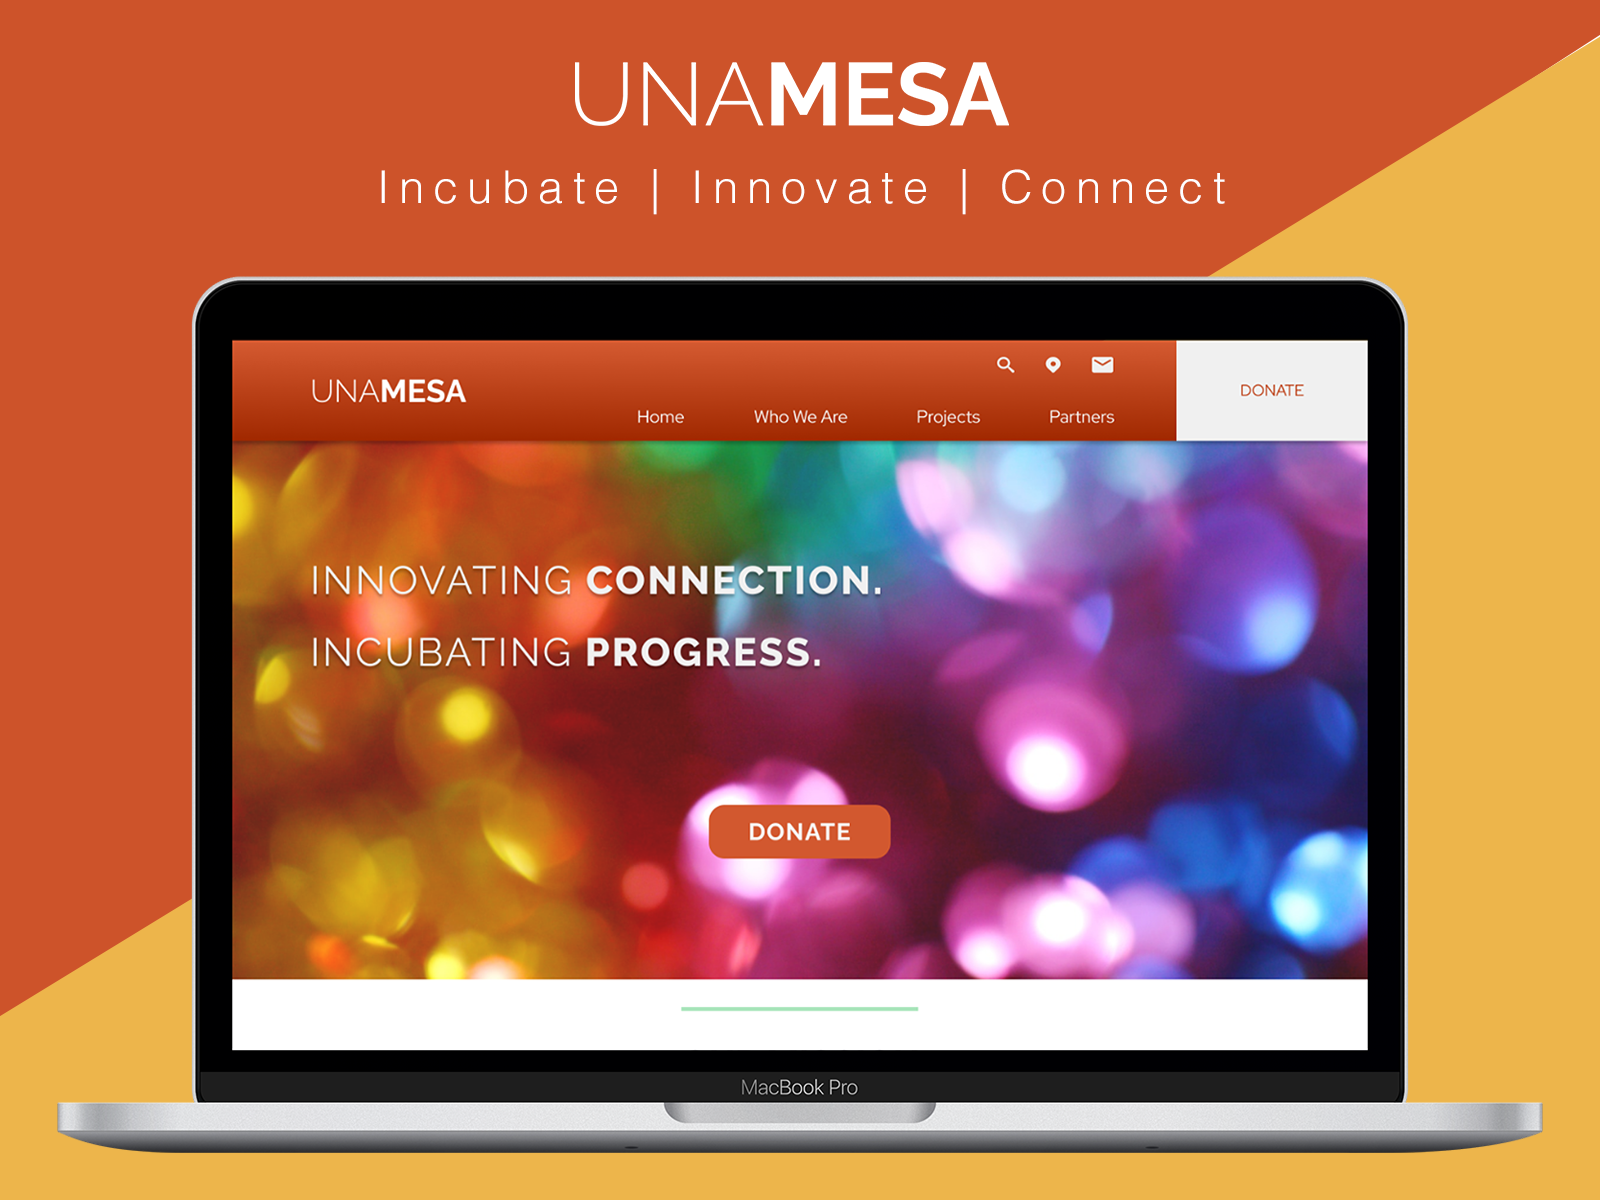 UNAMESA
Incubate | Innovate | Connect
UNAMESA
Home Who We Are Projects Partners
DONATE
INNOVATING CONNECTION.
INCUBATING PROGRESS.
DONATE
MacBook Pro